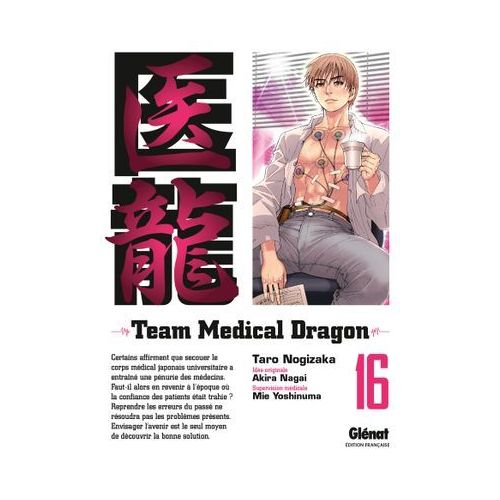 医
龍
Team Medical Dragon
Certains affirment que secouer le
corps médical japonais universitaire a
entraîné une pénurie des médecins.
Faut-il alors en revenir à l'époque où
la confiance des patients était trahie ?
Reprendre les erreurs du passé ne
résoudra pas les problèmes présents.
Envisager l'avenir est le seul moyen
de découvrir la bonne solution.
Taro Nogizaka
Idée originale
Akira Nagai
Supervision médicale
Mie Yoshinuma
16
Glénat
ÉDITION FRANÇAISE